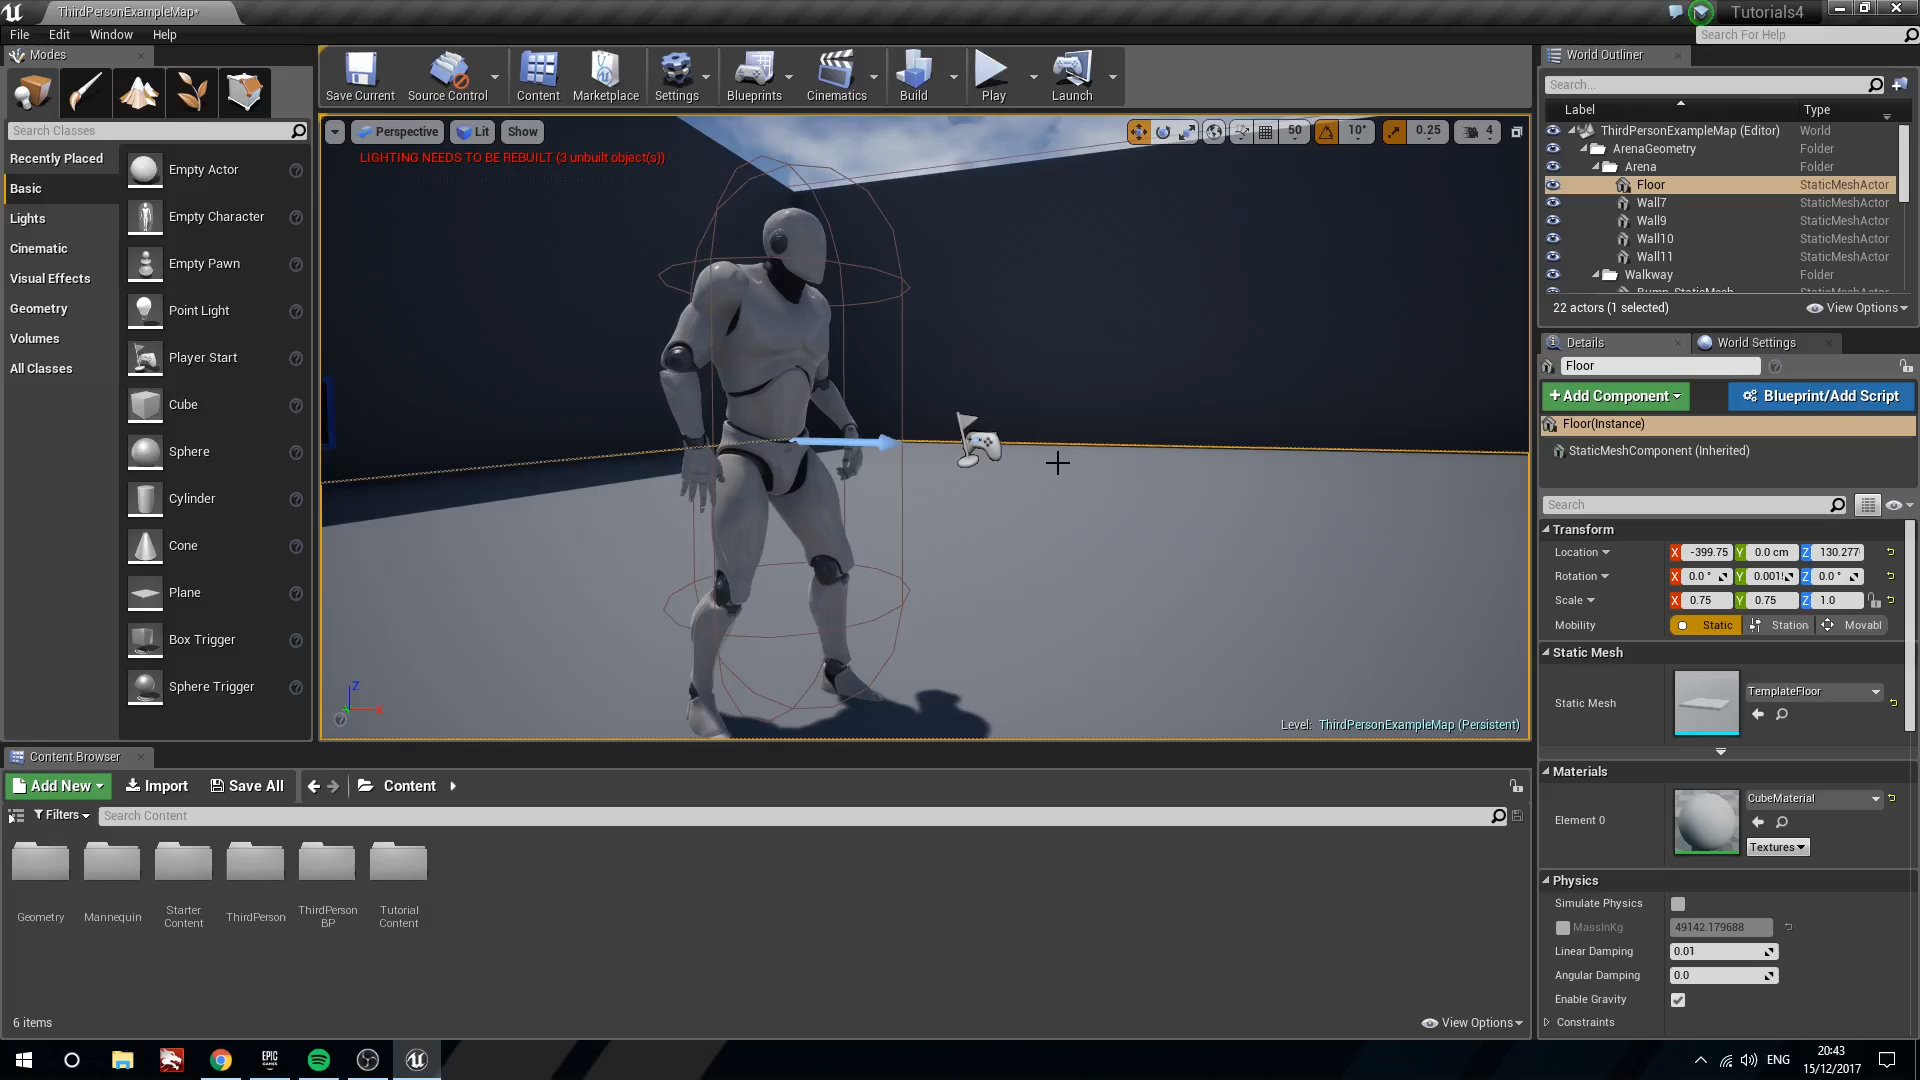 ThirdPersonExampleMap*
Tutorials4
File Edit Window Help
Search For Help
Modes
Search Classes
Recently Placed
Basic
Lights
Cinematic
Visual Effects
Geometry
Volumes
All Classes
Empty Actor
Empty Character
Empty Pawn
Point Light
Player Start
Cube
Sphere
Cylinder
Cone
Plane
Box Trigger
Sphere Trigger
Save Current Source Control Content Marketplace Settings Blueprints Cinematics Build Play Launch
Perspective Lit Show
50 10° 0.25 4
LIGHTING NEEDS TO BE REBUILT (3 unbuilt object(s))
Z
X
Level: ThirdPersonExampleMap (Persistent)
World Outliner
Search...
Label Type
ThirdPersonExampleMap (Editor) World
ArenaGeometry Folder
Arena Folder
Floor StaticMeshActor
Wall7 StaticMeshActor
Wall9 StaticMeshActor
Wall10 StaticMeshActor
Wall11 StaticMeshActor
Walkway Folder
22 actors (1 selected) View Options
Details World Settings
Floor
+Add Component Blueprint/Add Script
Floor(Instance)
StaticMeshComponent (Inherited)
Search
Transform
Location X -399.75 Y 0.0 cm Z 130.277
Rotation X 0.0 ° Y 0.001 Z 0.0 °
Scale X 0.75 Y 0.75 Z 1.0
Mobility Static Station Movabl
Static Mesh
Static Mesh TemplateFloor
Materials
Element 0 CubeMaterial
Textures
Physics
Simulate Physics
MassInKg 49142.179688
Linear Damping 0.01
Angular Damping 0.0
Enable Gravity
Constraints
Content Browser
Add New Import Save All Content
Filters Search Content
Geometry
Mannequin
Starter Content
ThirdPerson
ThirdPerson BP
Tutorial Content
6 items View Options
EPIC GAMES
ENG
20:43
15/12/2017